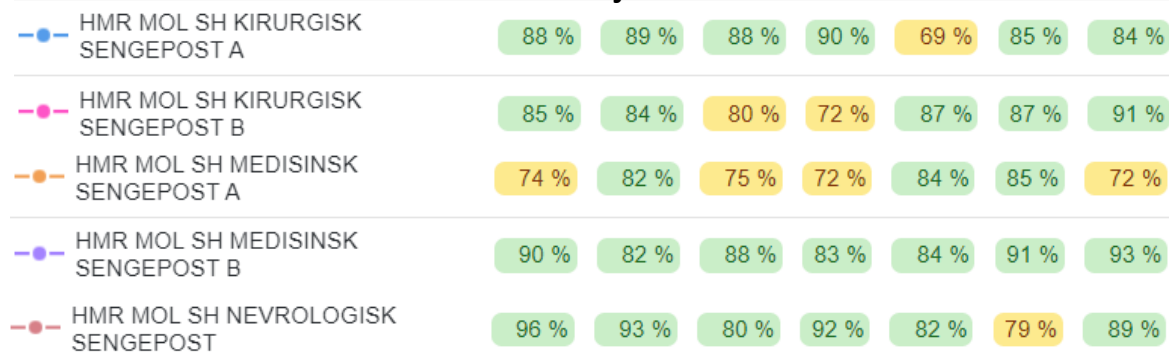 HMR MOL SH KIRURGISK
SENGEPOST A
88 % 89 % 88 % 90 % 69 % 85 % 84 %
HMR MOL SH KIRURGISK
SENGEPOST B
85 % 84 % 80 % 72 % 87 % 87 % 91 %
HMR MOL SH MEDISINSK
SENGEPOST A
74 % 82 % 75 % 72 % 84 % 85 % 72 %
HMR MOL SH MEDISINSK
SENGEPOST B
90 % 82 % 88 % 83 % 84 % 91 % 93 %
HMR MOL SH NEVROLOGISK
SENGEPOST
96 % 93 % 80 % 92 % 82 % 79 % 89 %